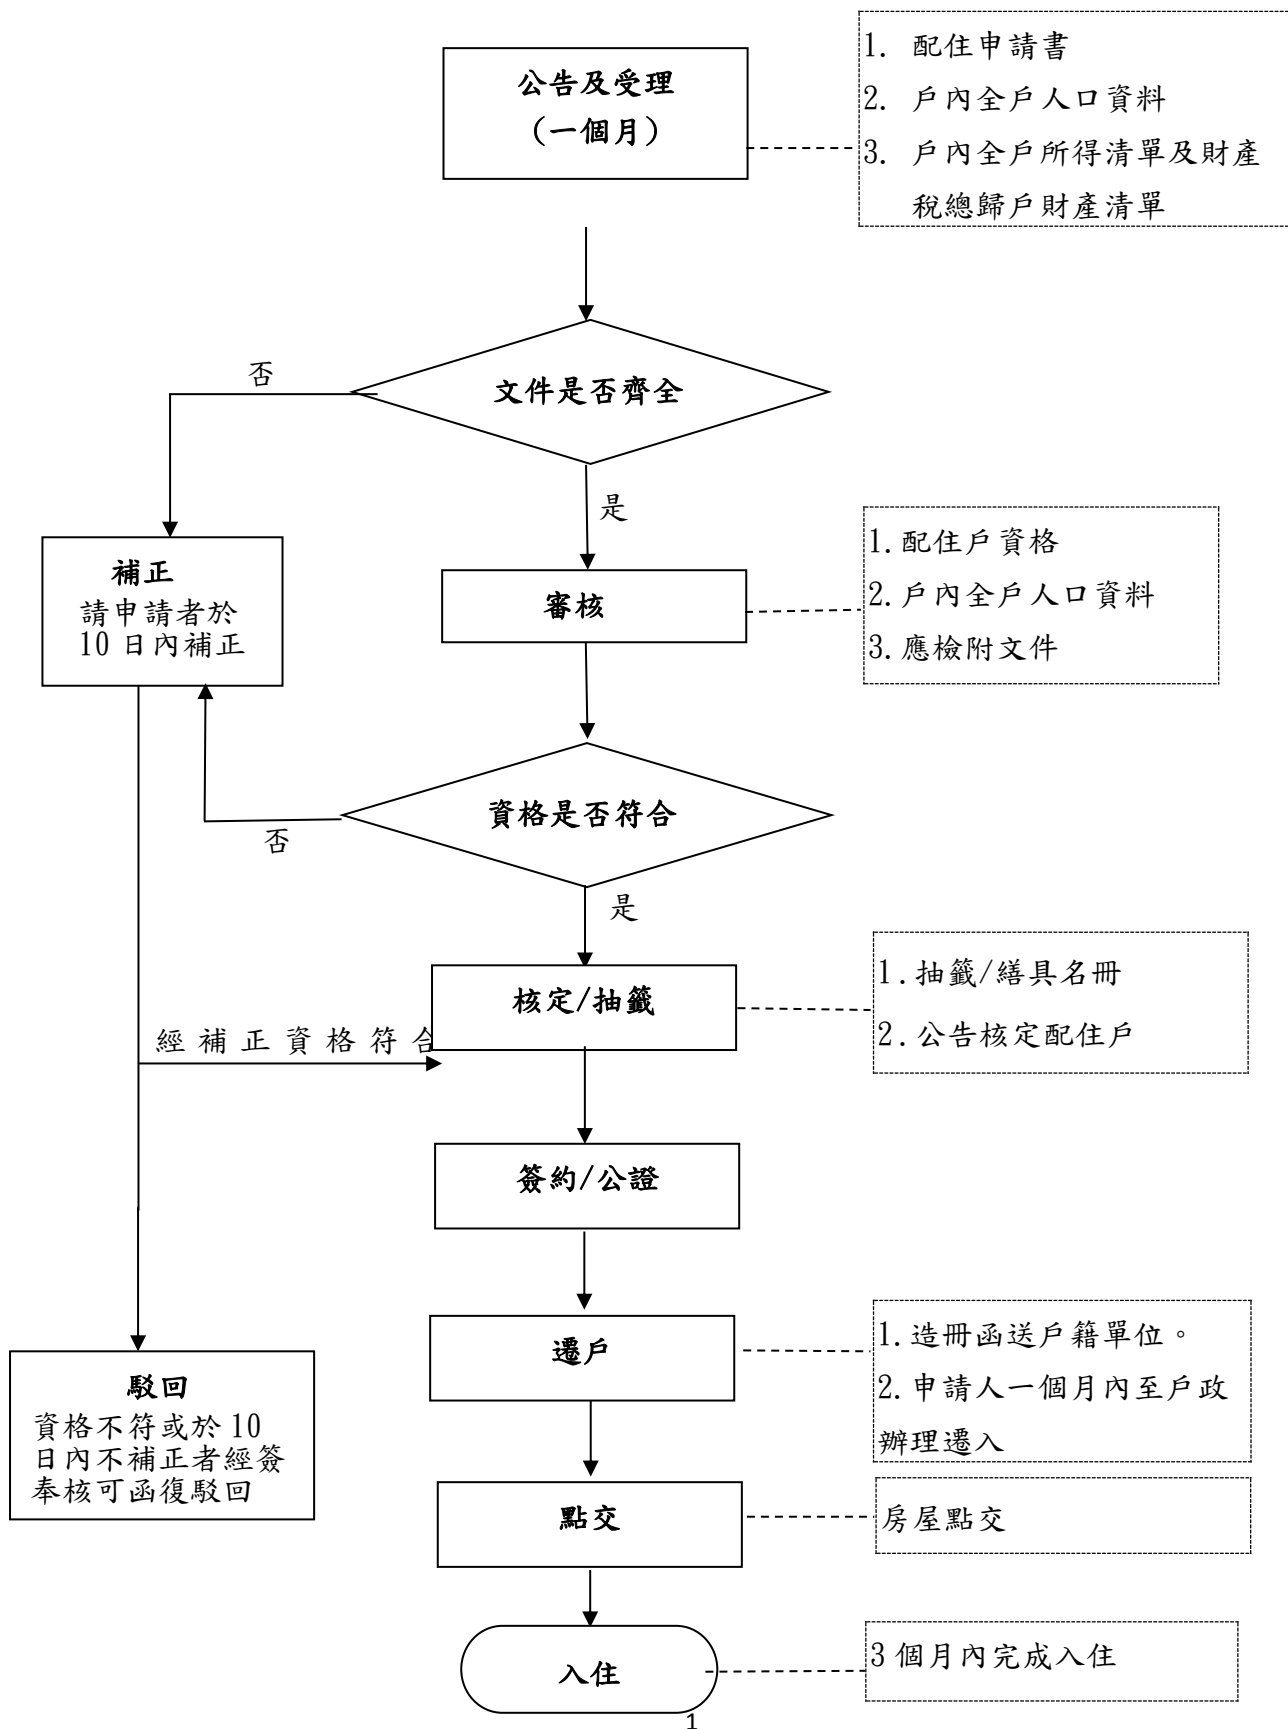 公告及受理
(一個月)
1. 配住申請書
2. 戶內全戶人口資料
3. 戶內全戶所得清單及財產
稅總歸戶財產清單
文件是否齊全
否
是
補正
請申請者於
10日內補正
審核
1.配住戶資格
2.戶內全戶人口資料
3.應檢附文件
資格是否符合
否
是
核定/抽籤
1.抽籤/繕具名冊
2.公告核定配住戶
經補正資格符合
簽約/公證
遷戶
1.造冊函送戶籍單位。
2.申請人一個月內至戶政
辦理遷入
駁回
資格不符或於10
日內不補正者經簽
奉核可函復駁回
點交
房屋點交
入住
3個月內完成入住
1